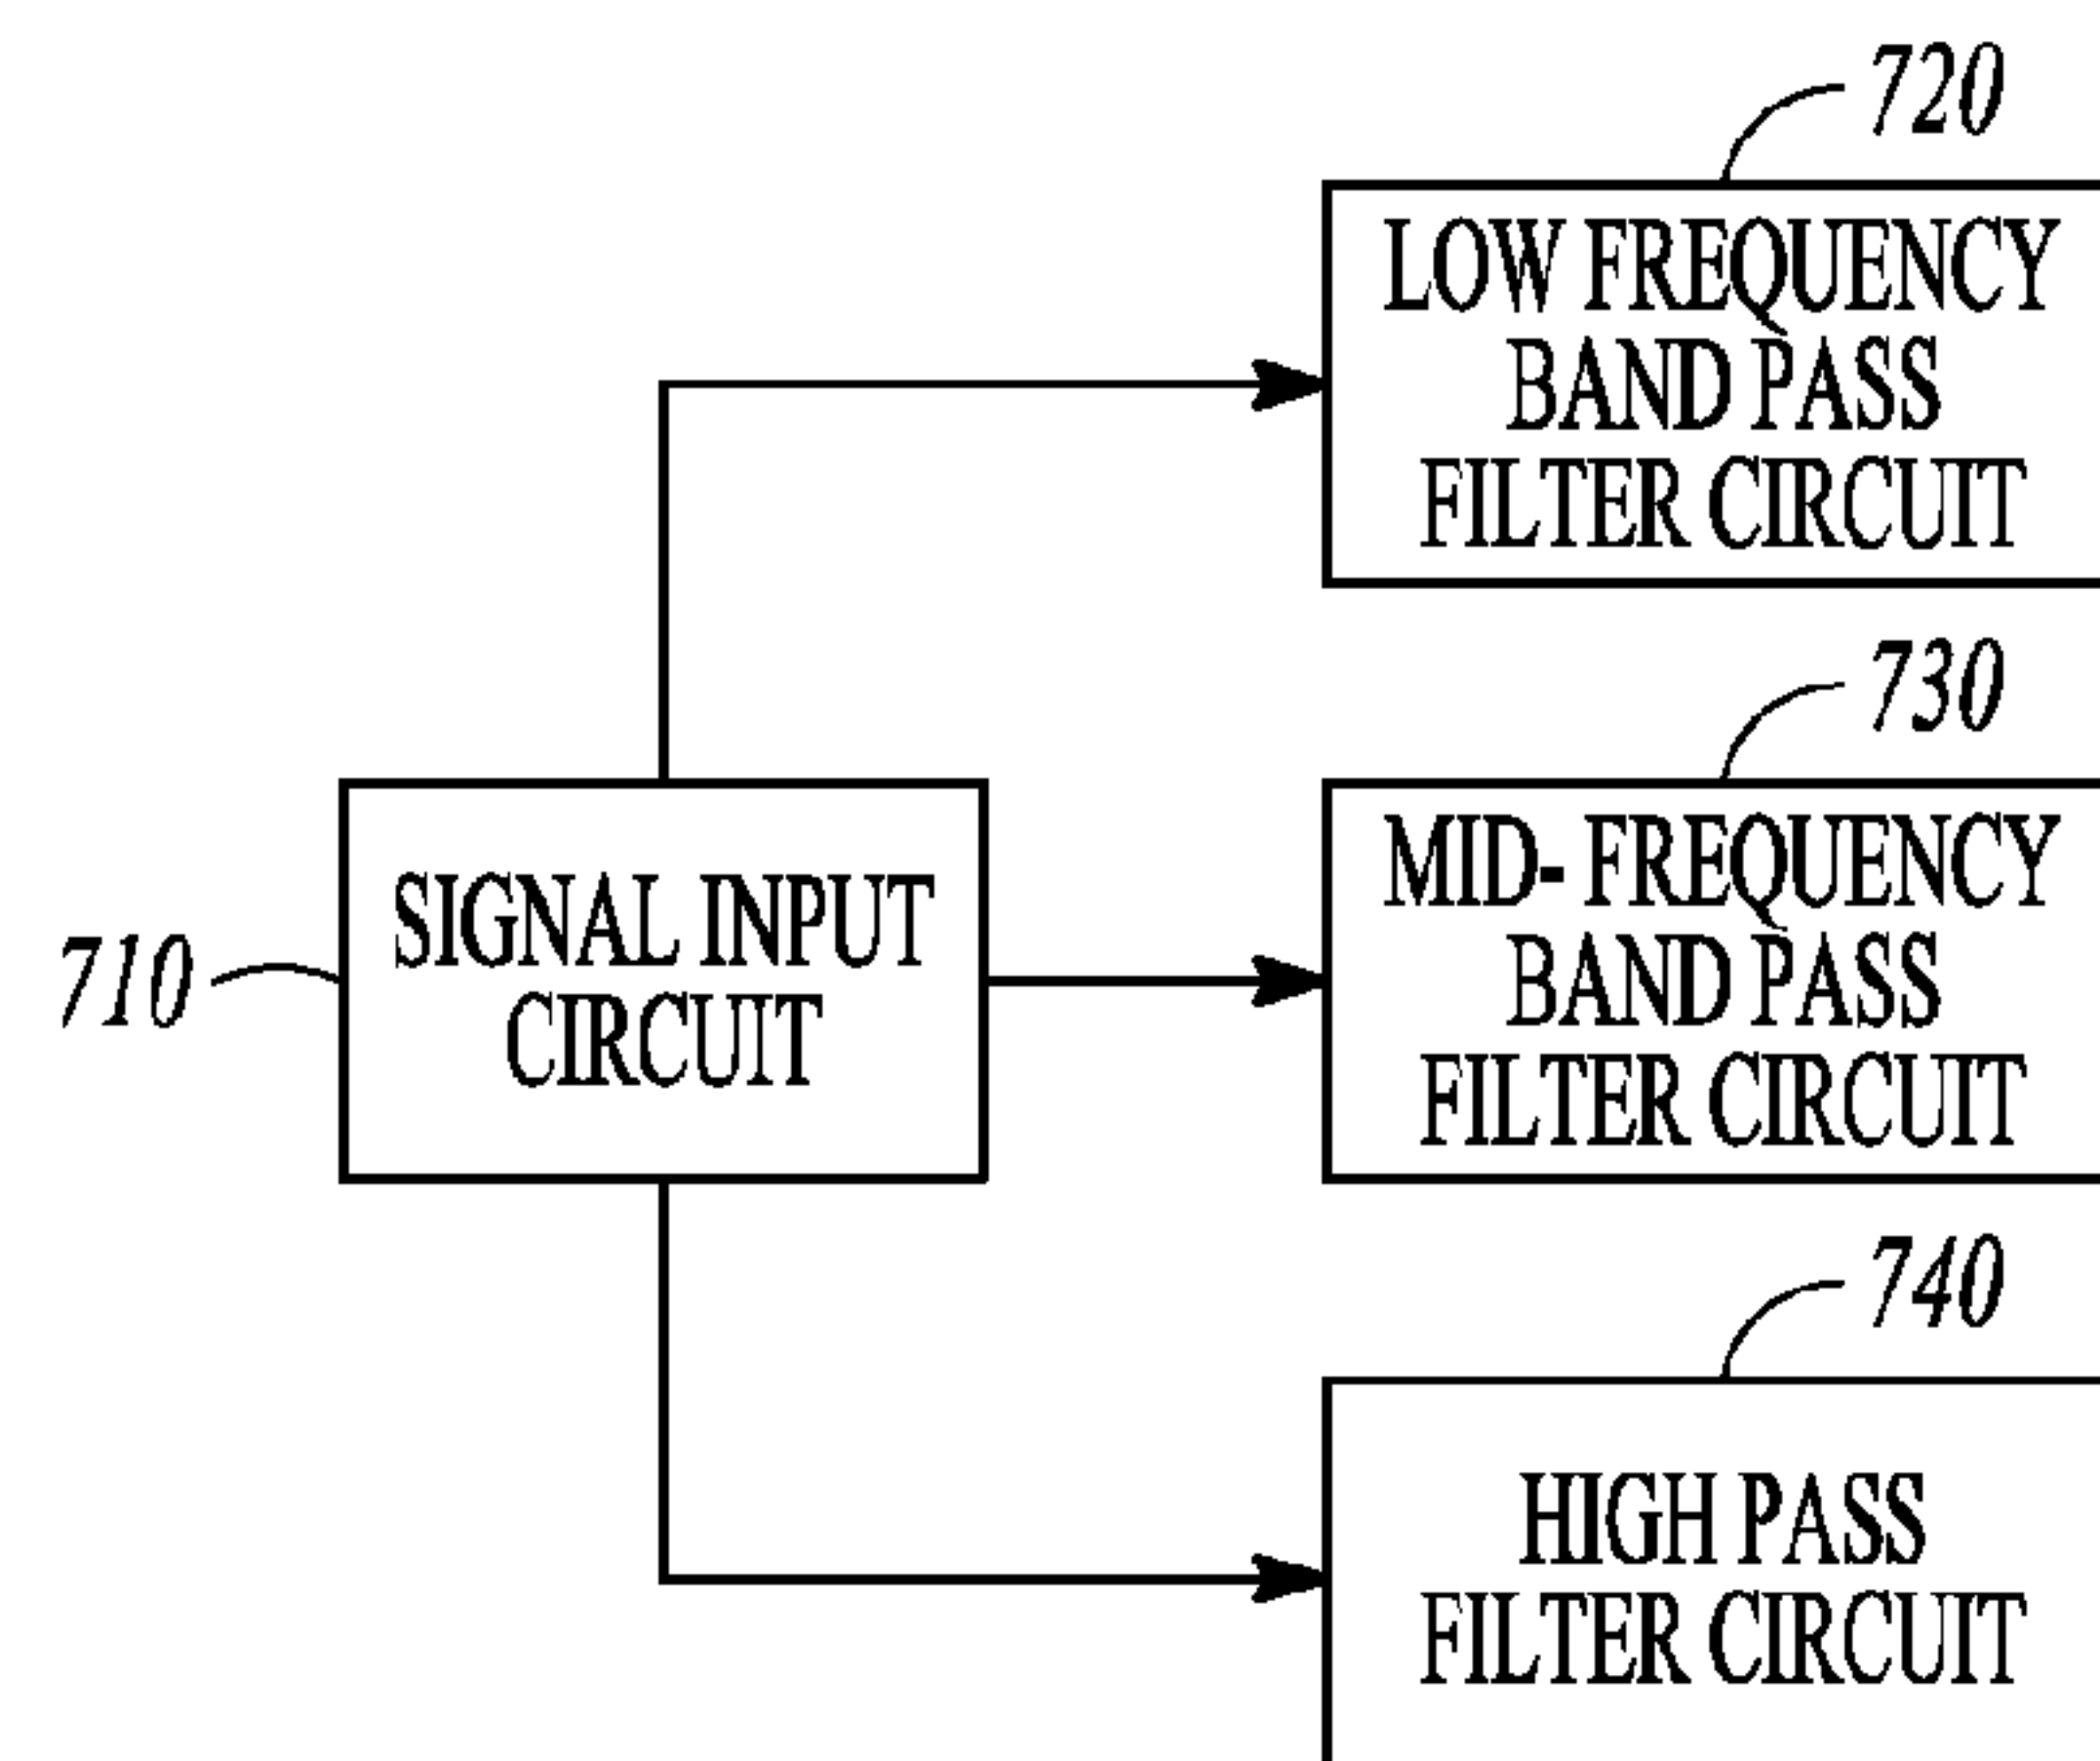 720
LOW FREQUENCY
BAND PASS
FILTER CIRCUIT
730
MID- FREQUENCY
BAND PASS
FILTER CIRCUIT
710
SIGNAL INPUT
CIRCUIT
740
HIGH PASS
FILTER CIRCUIT